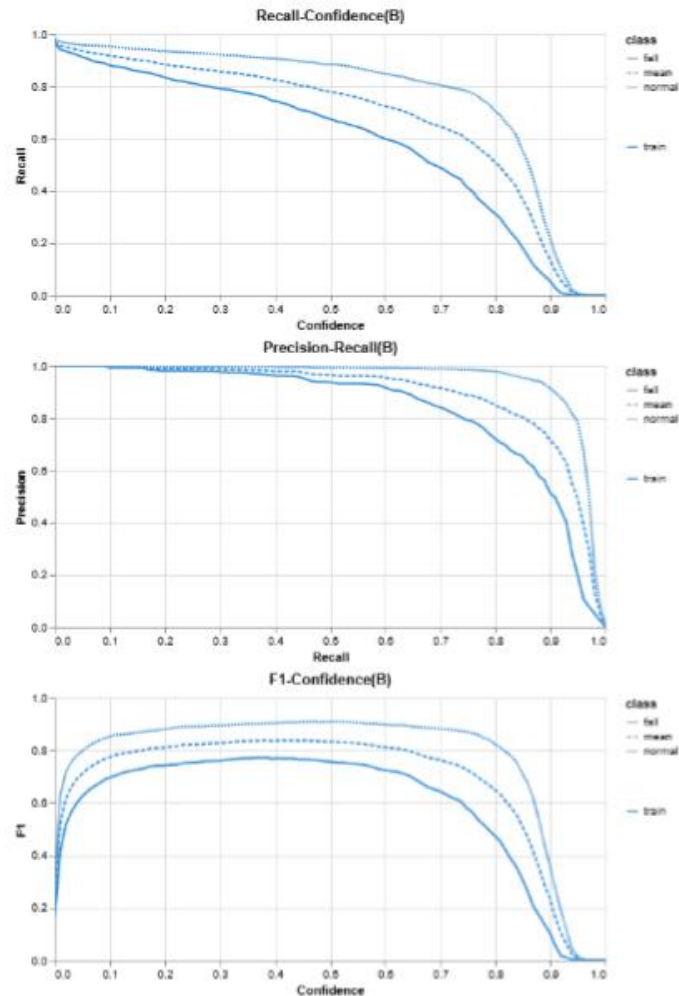 Recall-Confidence(B)
class
fall
mean
normal
train
1.0
0.8
0.6
0.4
0.2
0.0
Recall
0.0 0.1 0.2 0.3 0.4 0.5 0.6 0.7 0.8 0.9 1.0
Confidence
Precision-Recall(B)
class
fall
mean
normal
train
1.0
0.8
0.6
0.4
0.2
0.0
Precision
0.0 0.1 0.2 0.3 0.4 0.5 0.6 0.7 0.8 0.9 1.0
Recall
F1-Confidence(B)
class
fall
mean
normal
train
1.0
0.8
0.6
0.4
0.2
0.0
F1
0.0 0.1 0.2 0.3 0.4 0.5 0.6 0.7 0.8 0.9 1.0
Confidence